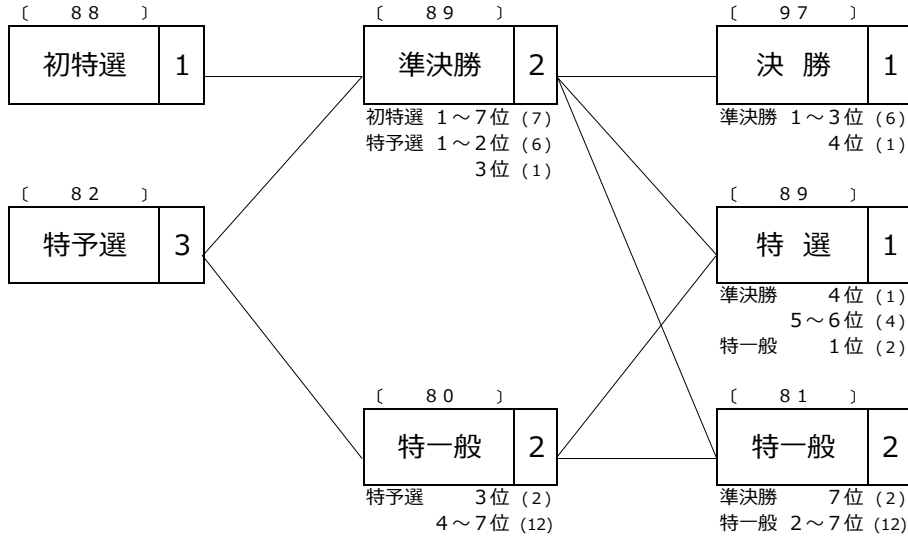 〔 88 〕
初特選 1
〔 89 〕
準決勝 2
初特選 1～7位 (7)
特予選 1～2位 (6)
3位 (1)
〔 97 〕
決 勝 1
準決勝 1～3位 (6)
4位 (1)
〔 82 〕
特予選 3
〔 89 〕
特 選 1
準決勝 4位 (1)
5～6位 (4)
特一般 1位 (2)
〔 80 〕
特一般 2
特予選 3位 (2)
4～7位 (12)
〔 81 〕
特一般 2
準決勝 7位 (2)
特一般 2～7位 (12)